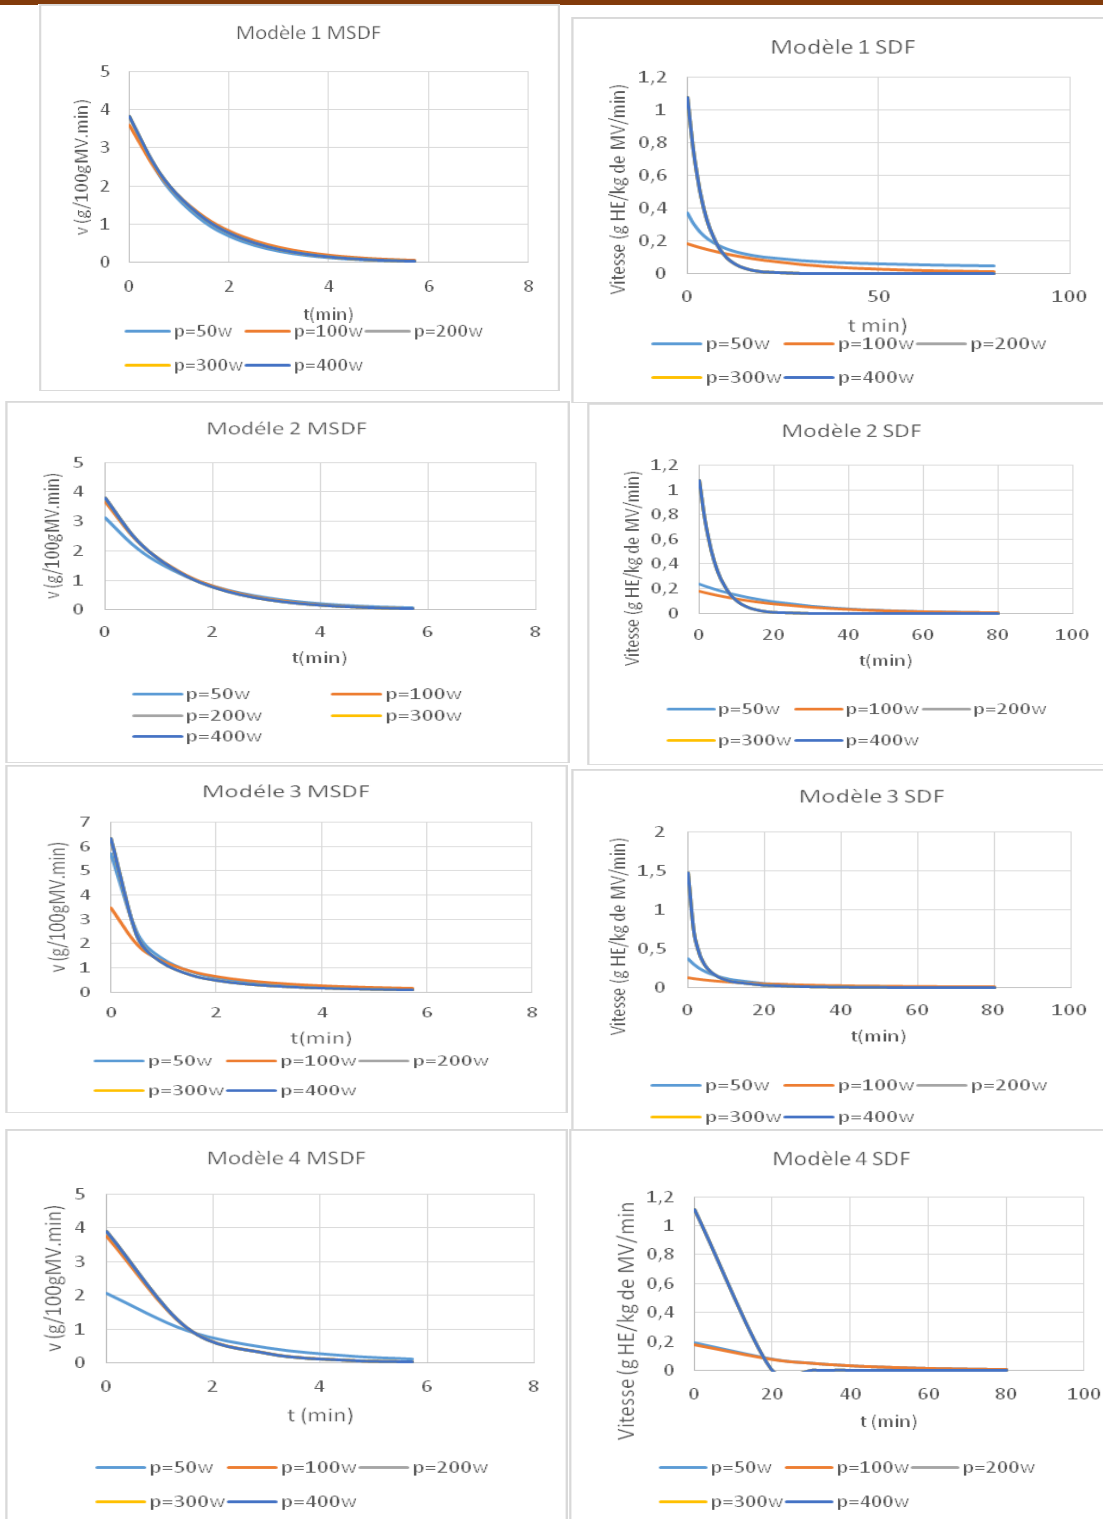 Modèle 1 MSDF
v (g/100gMV.min)
5
4
3
2
1
0
0 2 4 6 8
t(min)
p=50w p=100w p=200w
p=300w p=400w
Modèle 1 SDF
Vitesse (g HE/kg de MV/min)
1,2
1
0,8
0,6
0,4
0,2
0
0 50 100
t min)
p=50w p=100w p=200w
p=300w p=400w
Modéle 2 MSDF
v (g/100gMV.min)
5
4
3
2
1
0
0 2 4 6 8
t(min)
p=50w p=100w
p=200w p=300w
p=400w
Modèle 2 SDF
Vitesse (g HE/kg de MV/min)
1,2
1
0,8
0,6
0,4
0,2
0
0 20 40 60 80 100
t(min)
p=50w p=100w p=200w
p=300w p=400w
Modéle 3 MSDF
v (g/100gMV.min)
7
6
5
4
3
2
1
0
0 2 4 6 8
t(min)
p=50w p=100w p=200w
p=300w p=400w
Modèle 3 SDF
Vitesse (g HE/kg de MV/min)
2
1,5
1
0,5
0
0 20 40 60 80 100
t(min)
p=50w p=100w p=200w
p=300w p=400w
Modèle 4 MSDF
v (g/100gMV.min)
5
4
3
2
1
0
0 2 4 6 8
t (min)
p=50w p=100w p=200w
p=300w p=400w
Modèle 4 SDF
Vitesse (g HE/kg de MV/min
1,2
1
0,8
0,6
0,4
0,2
0
0 20 40 60 80 100
t (min)
p=50w p=100w p=200w
p=300w p=400w